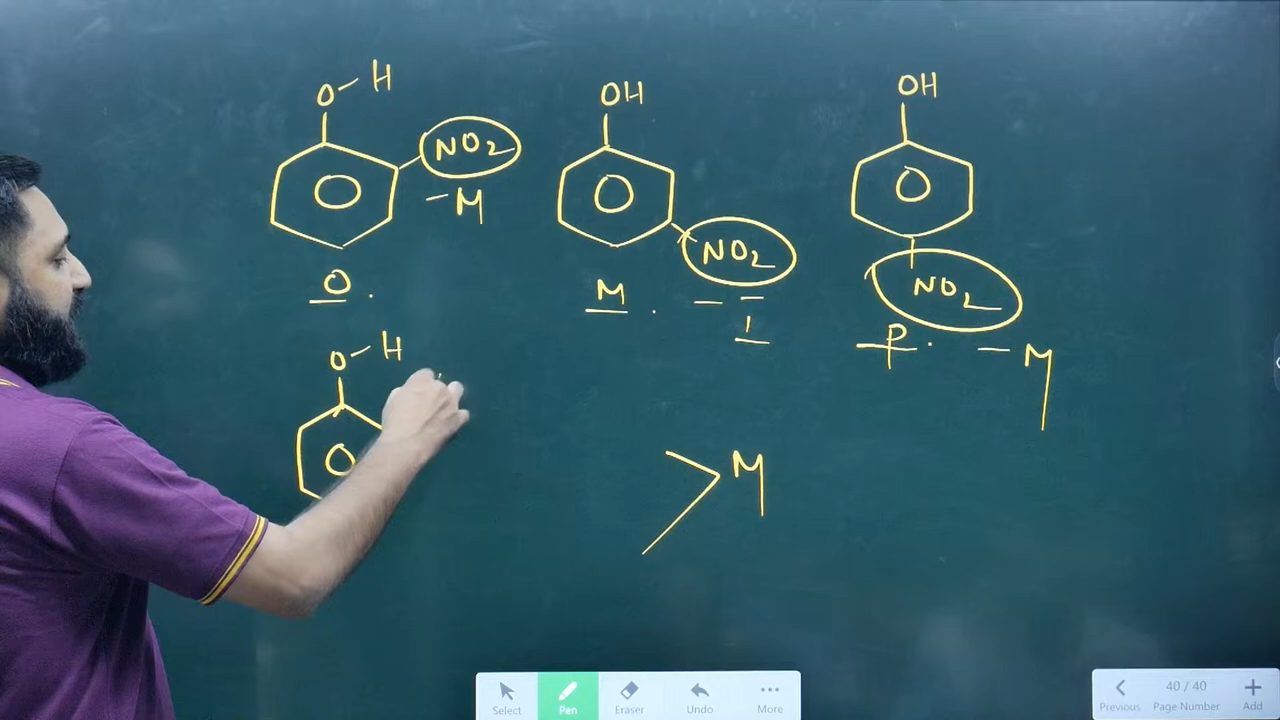 O-H
NO2
-M
O.
OH
NO2
M. - -I
OH
NO2
P. -M
O-H
> M
Select Pen Eraser Undo More
Previous 40 / 40 Page Number Add